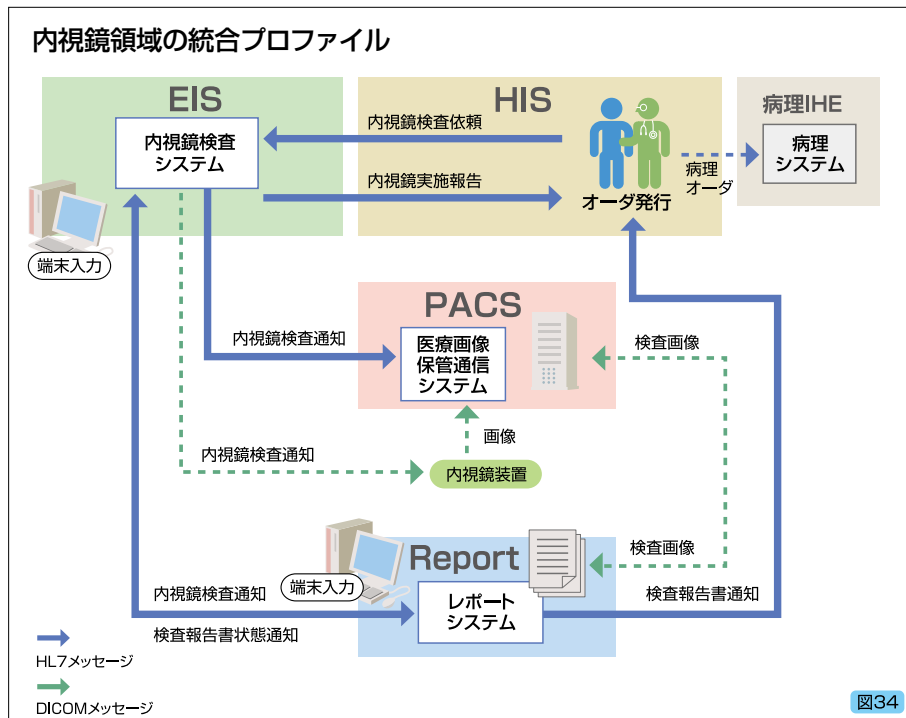 内視鏡領域の統合プロファイル
EIS
HIS
病理IHE
内視鏡検査
システム
内視鏡検査依頼
内視鏡実施報告
オーダ発行
病理
オーダ
病理
システム
端末入力
PACS
内視鏡検査通知
医療画像
保管通信
システム
検査画像
画像
内視鏡検査通知
内視鏡装置
Report
検査画像
端末入力
内視鏡検査通知
検査報告書状態通知
レポート
システム
検査報告書通知
HL7メッセージ
DICOMメッセージ
図34